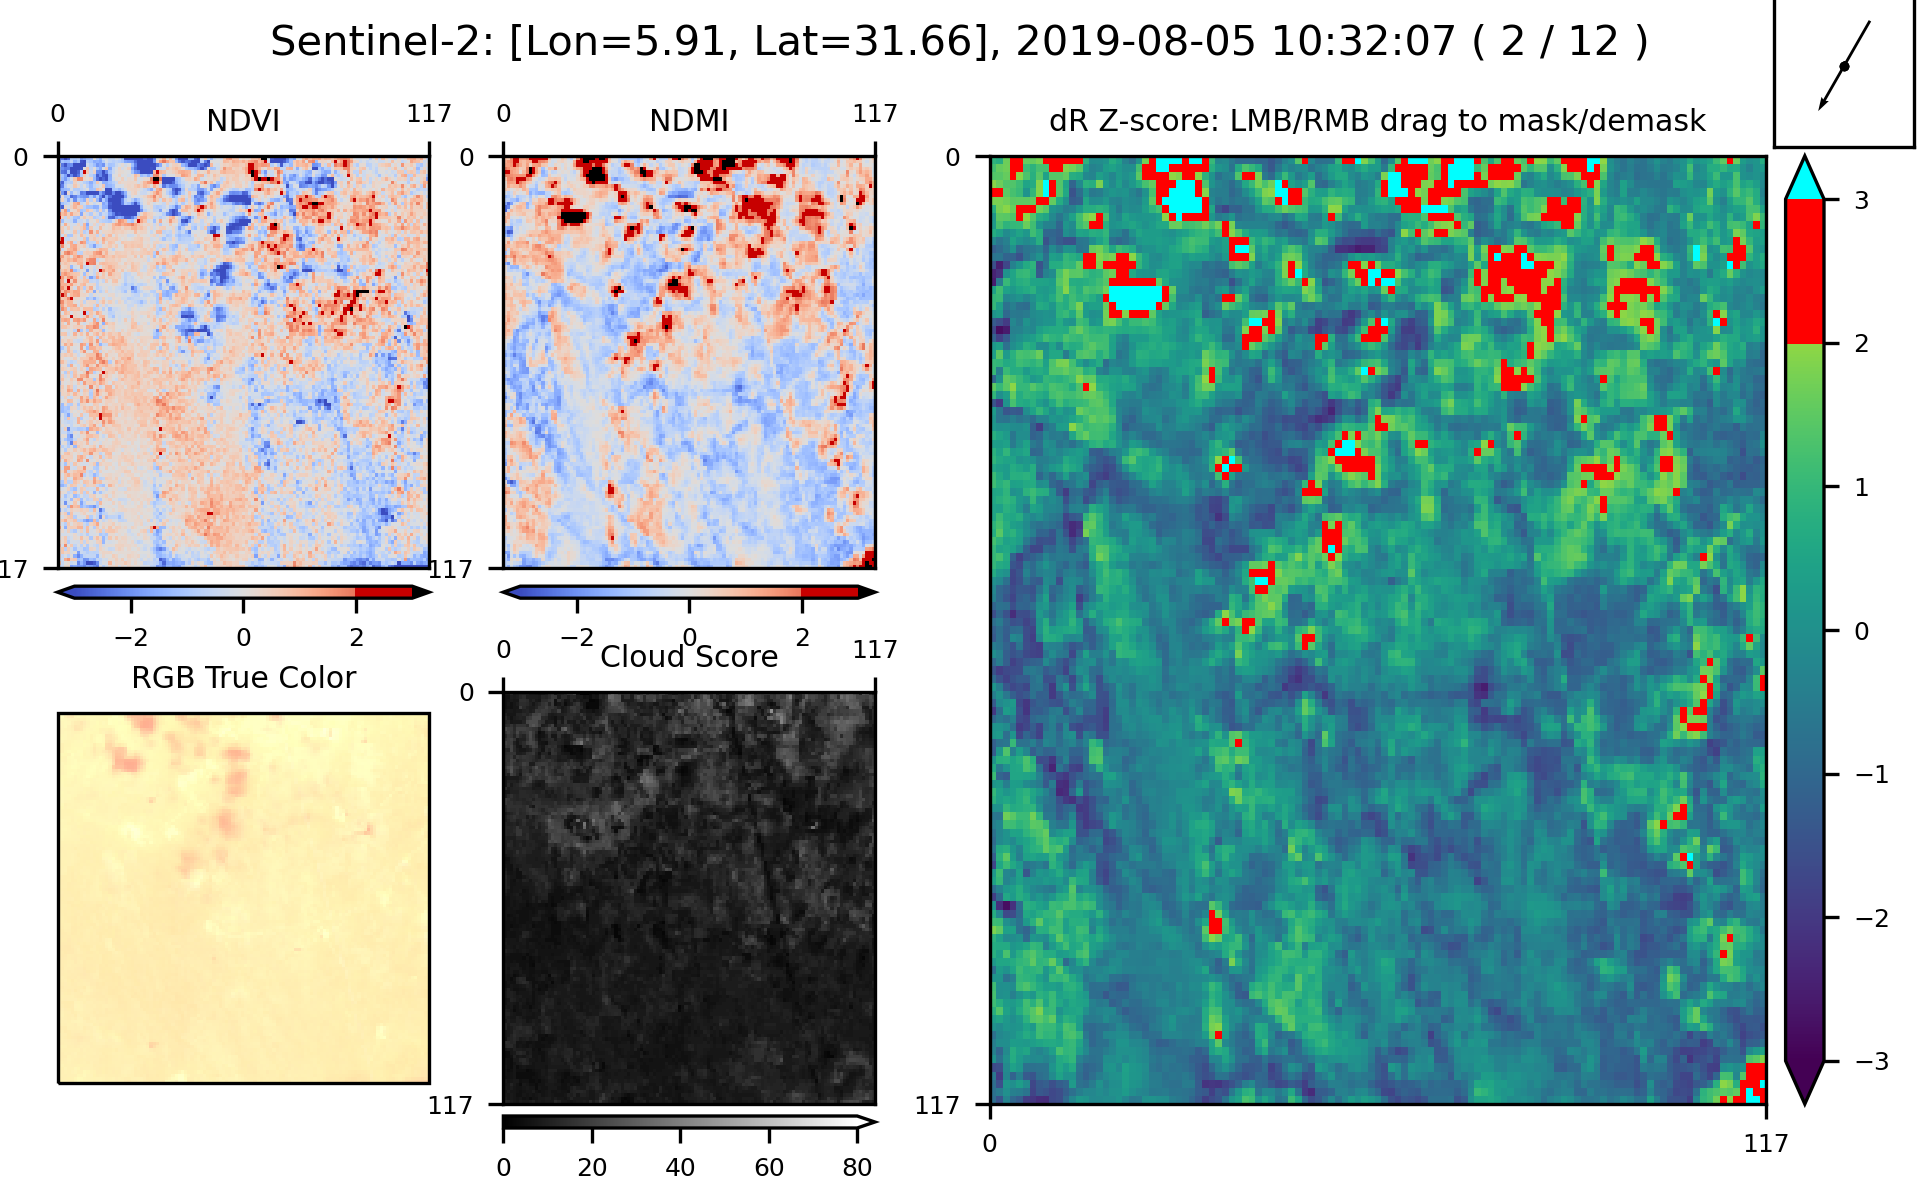 Sentinel-2: [Lon=5.91, Lat=31.66], 2019-08-05 10:32:07 ( 2 / 12 )
0 NDVI 117
0
17
−2 0 2
0 NDMI 117
0
117
−2 0 2
dR Z-score: LMB/RMB drag to mask/demask
0
117
0 117
3
2
1
0
−1
−2
−3
RGB True Color
0 Cloud Score 117
0
117
0 20 40 60 80